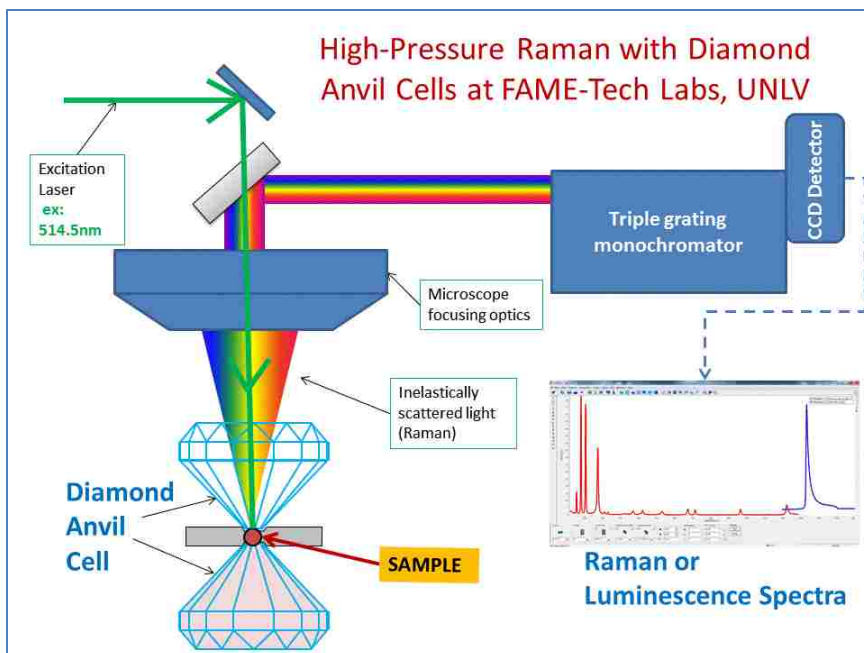 High-Pressure Raman with Diamond
Anvil Cells at FAME-Tech Labs, UNLV
Excitation
Laser
ex:
514.5nm
CCD Detector
Triple grating
monochromator
Microscope
focusing optics
Inelastically
scattered light
(Raman)
Diamond
Anvil
Cell
SAMPLE
Raman or
Luminescence Spectra